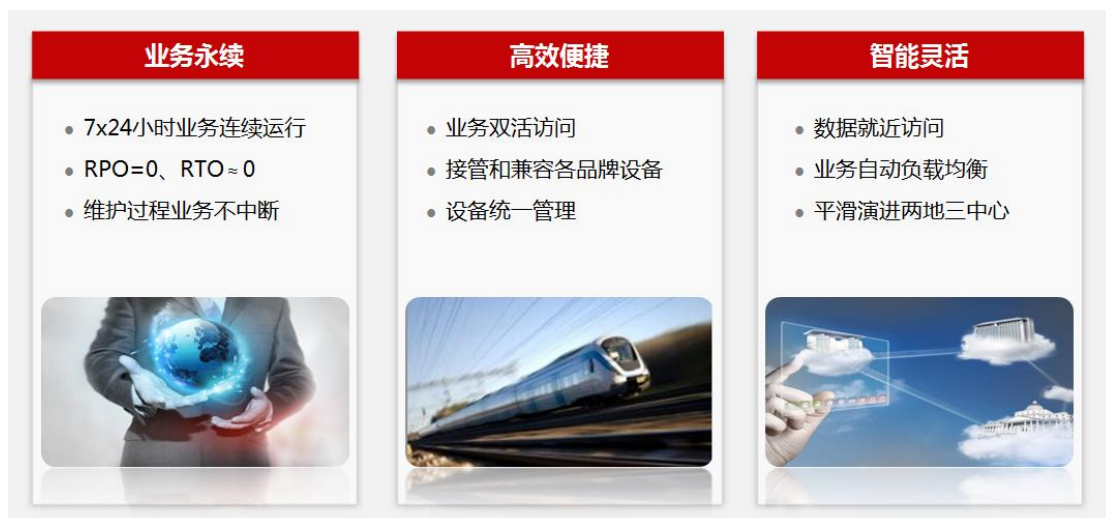 业务永续
• 7x24小时业务连续运行
• RPO=0、RTO≈0
• 维护过程业务不中断
高效便捷
• 业务双活访问
• 接管和兼容各品牌设备
• 设备统一管理
智能灵活
• 数据就近访问
• 业务自动负载均衡
• 平滑演进两地三中心